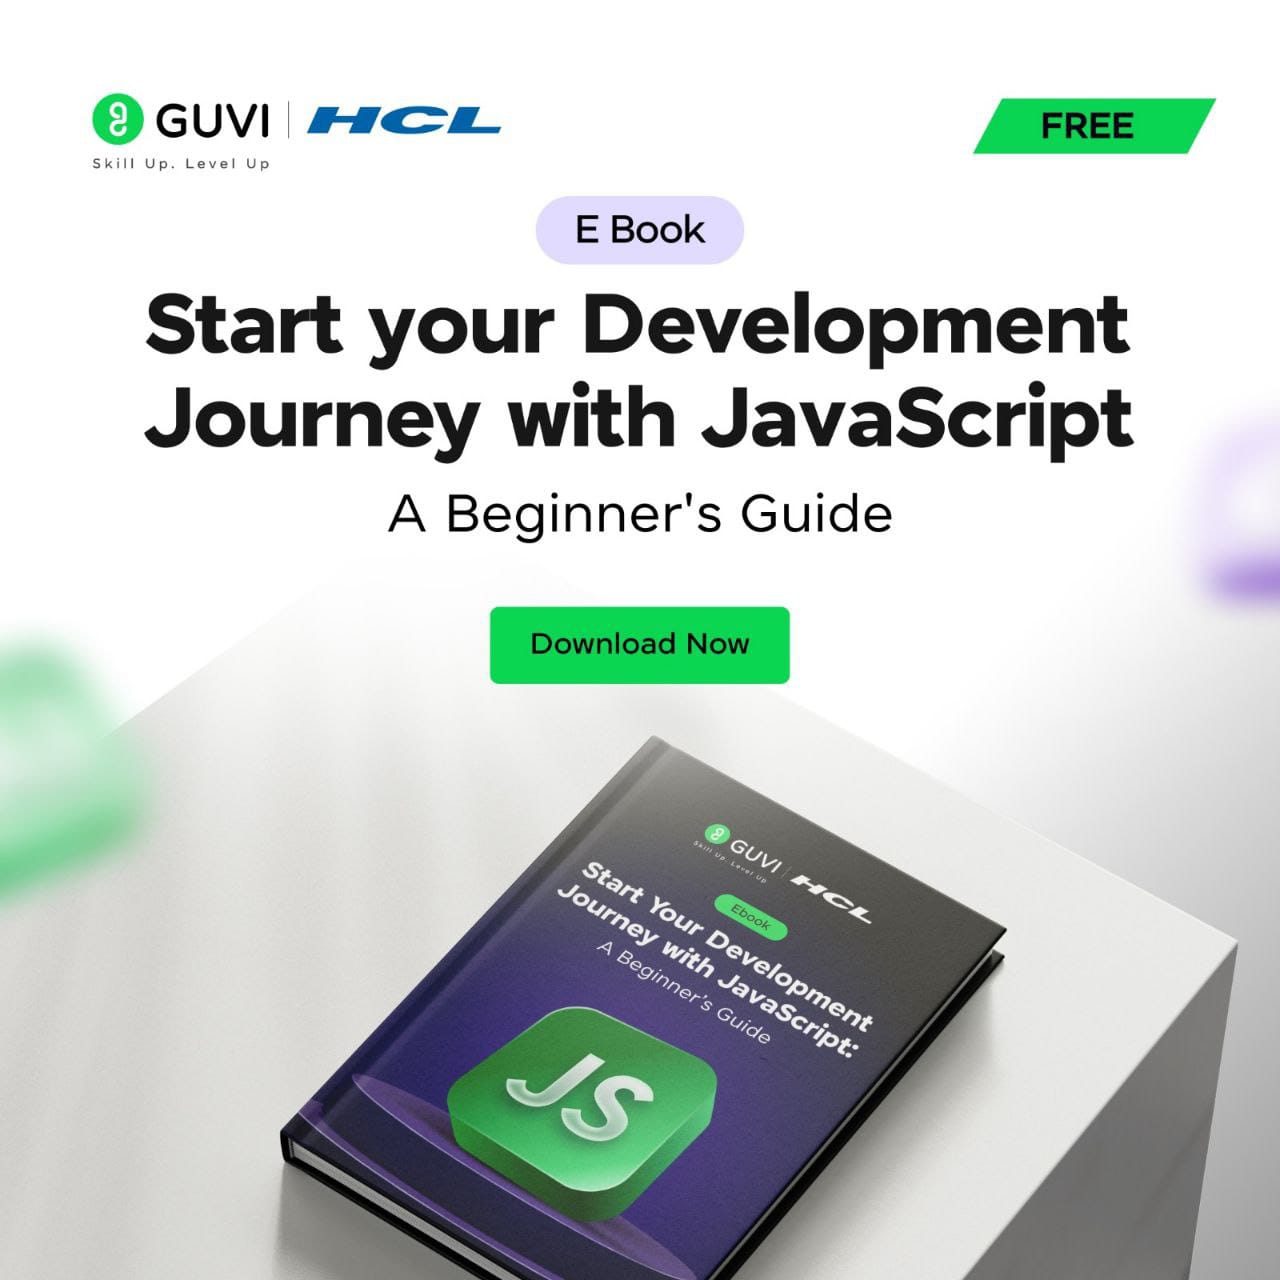 GUVI | HCL
Skill Up. Level Up
FREE
E Book
Start your Development
Journey with JavaScript
A Beginner's Guide
Download Now
GUVI | HCL
Skill Up. Level Up
Ebook
Start Your Development
Journey with JavaScript:
A Beginner's Guide
JS